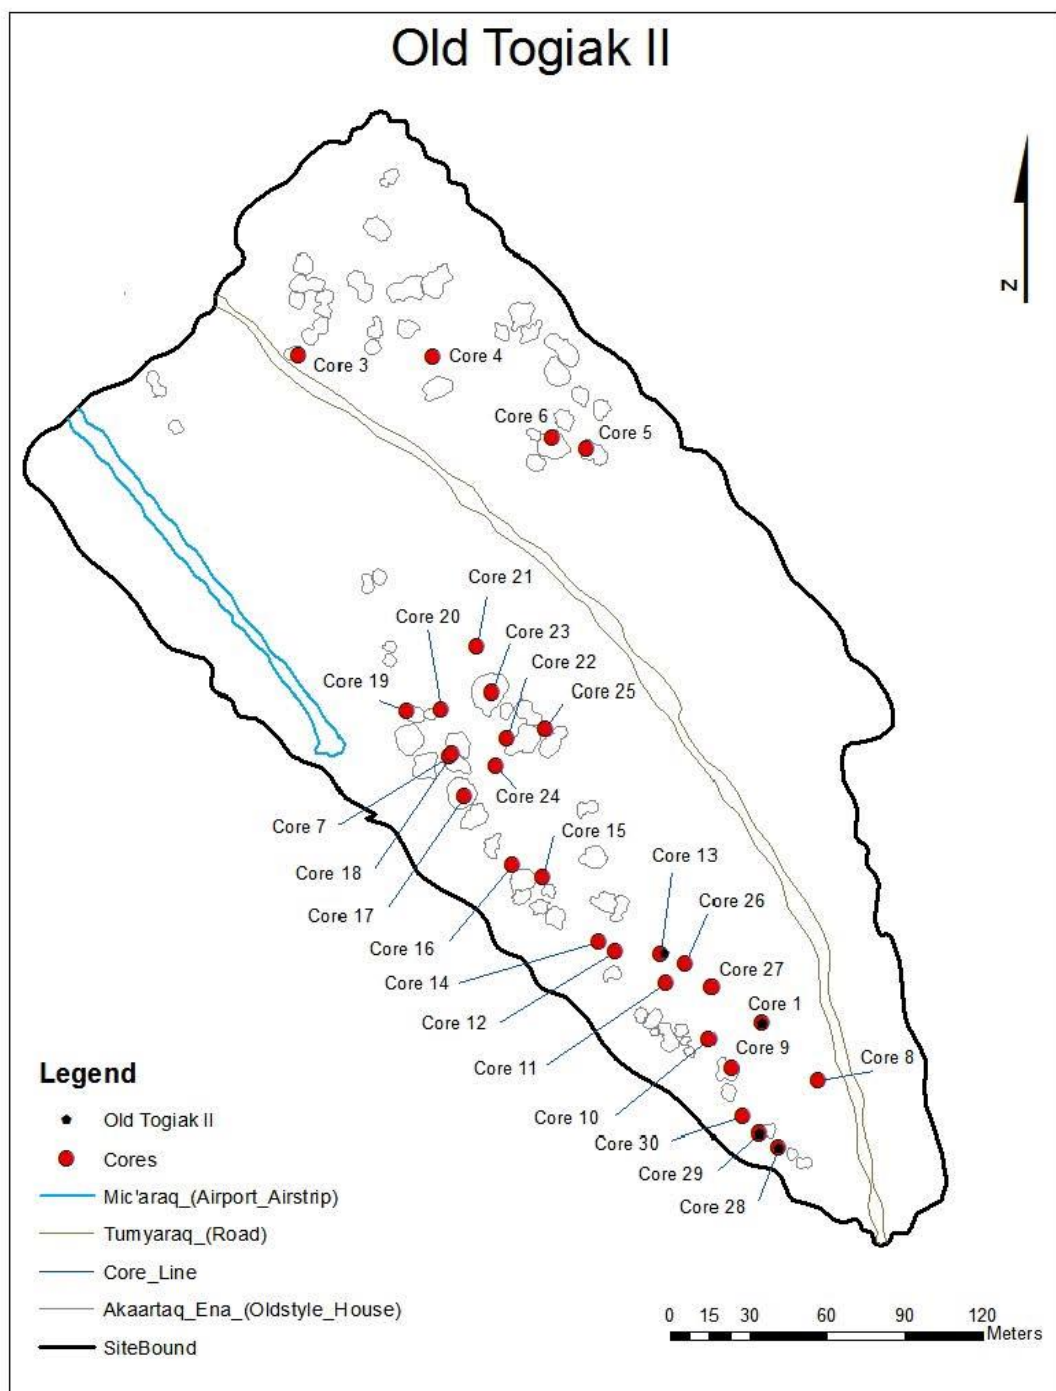 Old Togiak II
N
Core 3
Core 4
Core 6
Core 5
Core 21
Core 20
Core 23
Core 22
Core 19
Core 25
Core 24
Core 7
Core 15
Core 13
Core 18
Core 26
Core 17
Core 16
Core 27
Core 14
Core 1
Core 12
Core 9
Core 8
Core 11
Core 10
Core 30
Core 29
Core 28
Legend
Old Togiak II
Cores
Mic'araq_(Airport_Airstrip)
Tumyaraq_(Road)
Core_Line
Akaartaq_Ena_(Oldstyle_House)
SiteBound
0 15 30 60 90 120
Meters